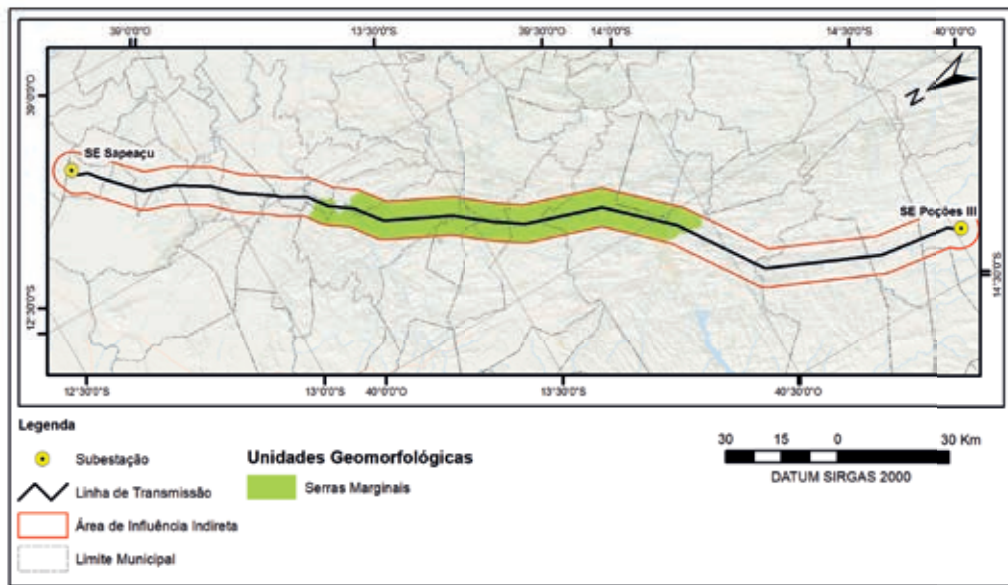 39°0'0"O 13°30'0"S 39°30'0"O 14°0'0"S 14°30'0"S 40°0'0"O
39°0'0"O
N
SE Sapeaçu
SE Poções III
12°30'0"S
14°30'0"S
12°30'0"S 13°0'0"S 40°0'0"O 13°30'0"S 40°30'0"O
Legenda
Subestação
Linha de Transmissão
Área de Influência Indireta
Limite Municipal
Unidades Geomorfológicas
Serras Marginais
30 15 0 30 Km
DATUM SIRGAS 2000